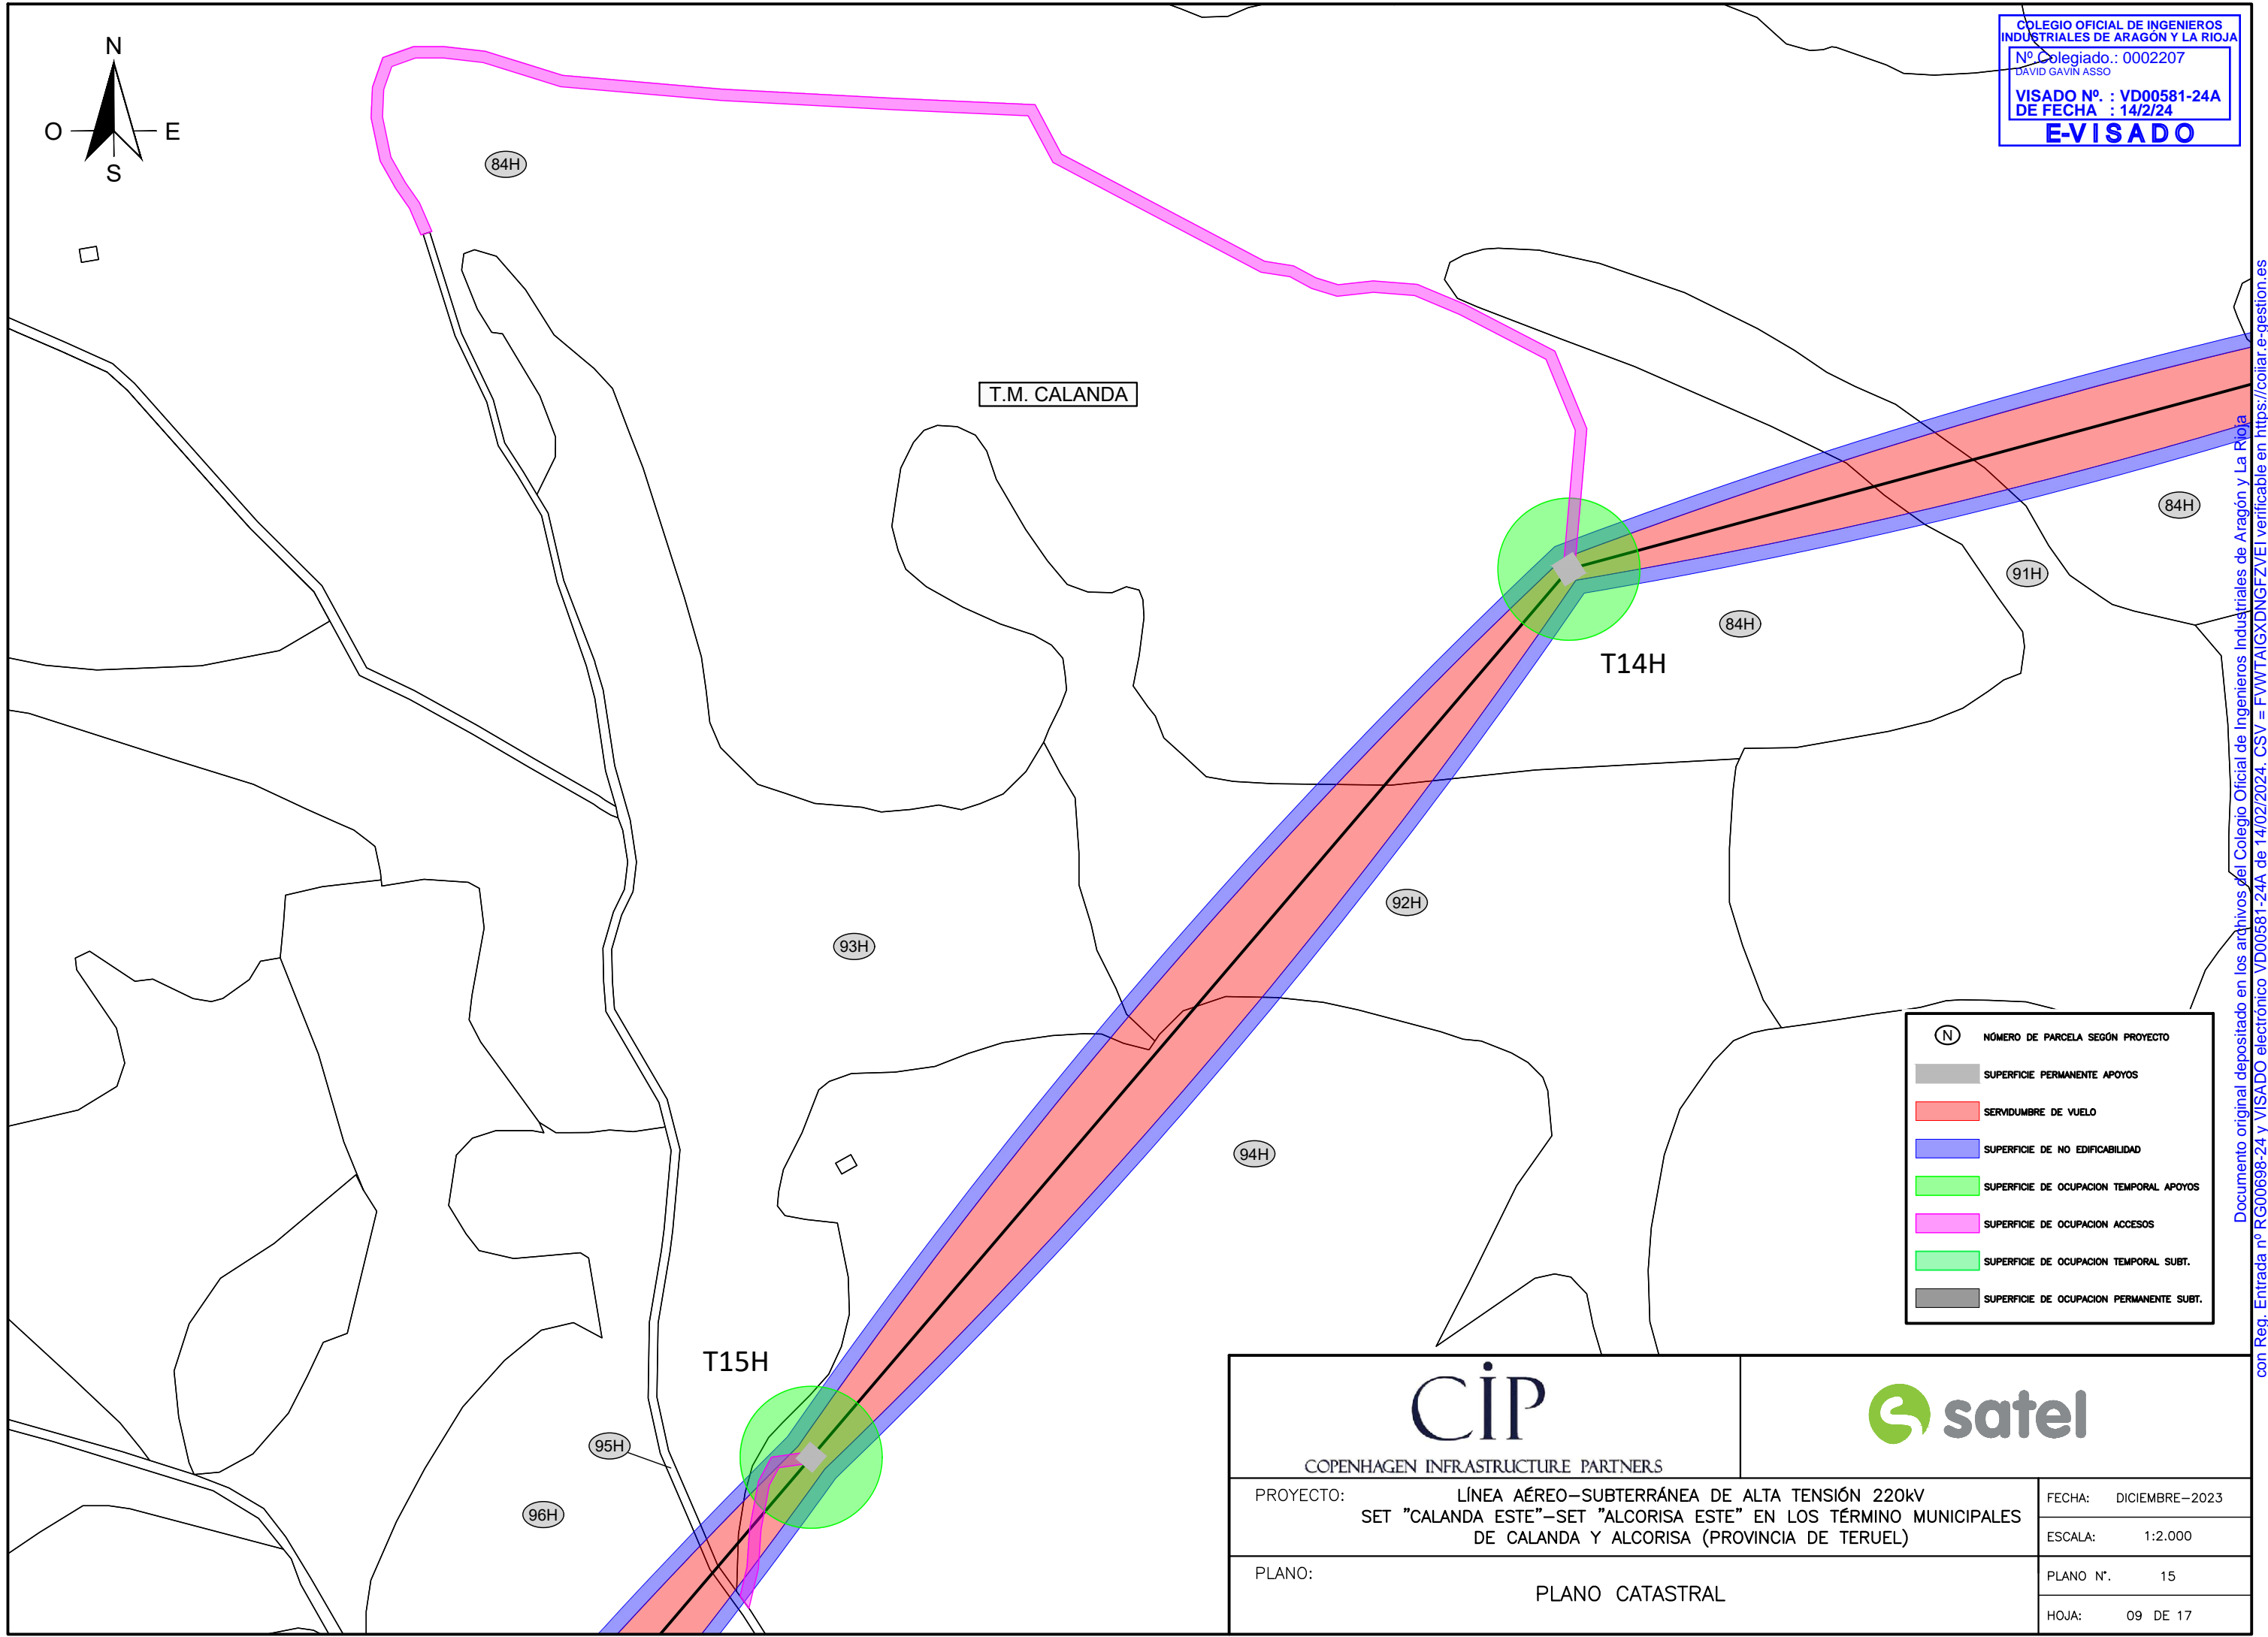 N
O
E
S
COLEGIO OFICIAL DE INGENIEROS
INDUSTRIALES DE ARAGÓN Y LA RIOJA
Nº.Colegiado.: 0002207
DAVID GAVÍN ASSO
VISADO Nº. : VD00581-24A
DE FECHA : 14/2/24
E-VISADO
84H
T.M. CALANDA
84H
91H
84H
T14H
92H
93H
94H
T15H
95H
96H
N NÚMERO DE PARCELA SEGÚN PROYECTO
SUPERFICIE PERMANENTE APOYOS
SERVIDUMBRE DE VUELO
SUPERFICIE DE NO EDIFICABILIDAD
SUPERFICIE DE OCUPACION TEMPORAL APOYOS
SUPERFICIE DE OCUPACION ACCESOS
SUPERFICIE DE OCUPACION TEMPORAL SUBT.
SUPERFICIE DE OCUPACION PERMANENTE SUBT.
CIP
COPENHAGEN INFRASTRUCTURE PARTNERS
satel
PROYECTO:
LÍNEA AÉREO-SUBTERRÁNEA DE ALTA TENSIÓN 220kV
SET "CALANDA ESTE"-SET "ALCORISA ESTE" EN LOS TÉRMINO MUNICIPALES
DE CALANDA Y ALCORISA (PROVINCIA DE TERUEL)
PLANO:
PLANO CATASTRAL
FECHA: DICIEMBRE-2023
ESCALA: 1:2.000
PLANO Nº. 15
HOJA: 09 DE 17
Documento original depositado en los archivos del Colegio Oficial de Ingenieros Industriales de Aragón y La Rioja
con Reg. Entrada nº RG00698-24 y VISADO electrónico VD00581-24A de 14/02/2024. CSV = FVWTAIGXDNGFZVEI verificable en https://coiiar.e-gestion.es